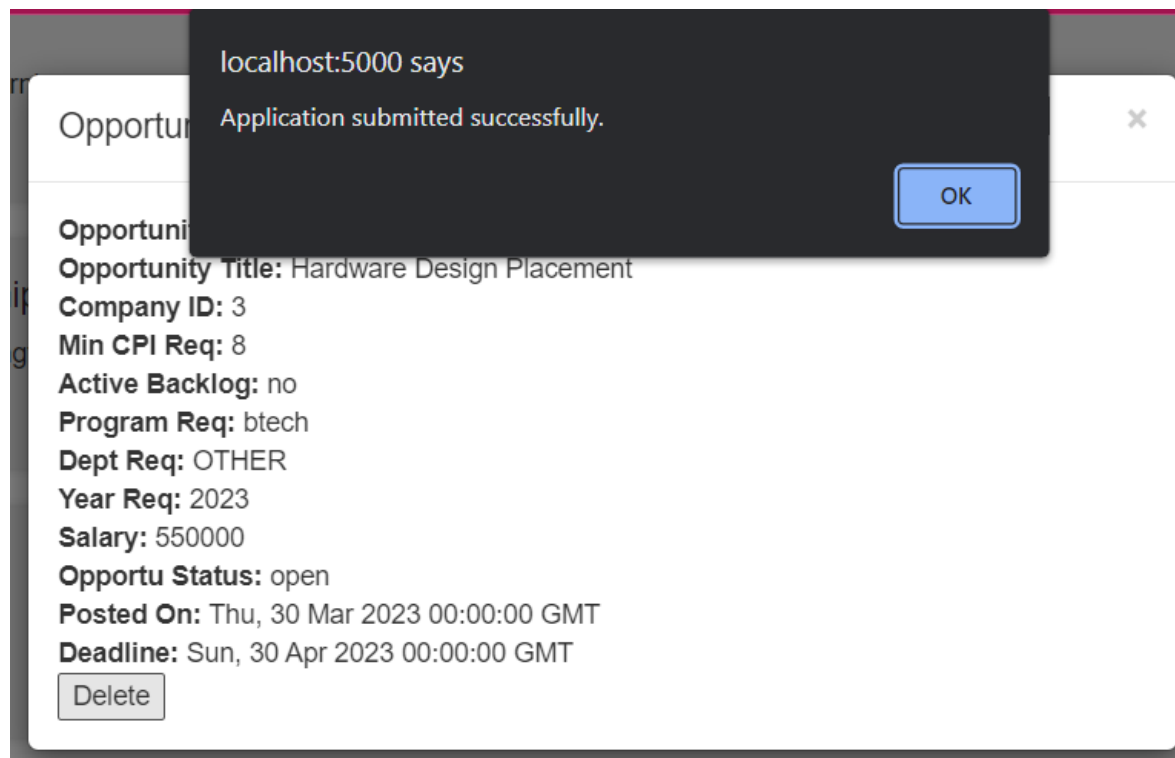 localhost:5000 says
Application submitted successfully.
OK
×
Opportunity Title: Hardware Design Placement
Company ID: 3
Min CPI Req: 8
Active Backlog: no
Program Req: btech
Dept Req: OTHER
Year Req: 2023
Salary: 550000
Opportu Status: open
Posted On: Thu, 30 Mar 2023 00:00:00 GMT
Deadline: Sun, 30 Apr 2023 00:00:00 GMT
Delete